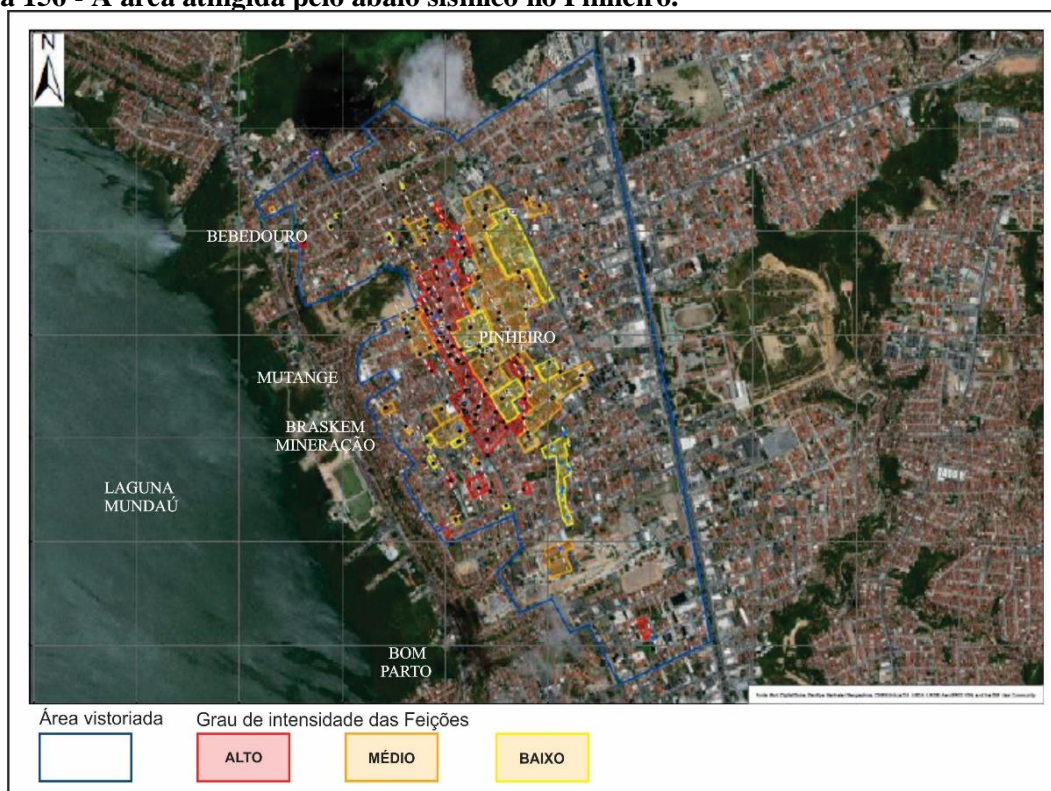 a 156 - A área atingida pelo abalo sísmico no Pinheiro.
N
BEBEDOURO
PINHEIRO
MUTANGE
BRASKEM
MINERAÇÃO
LAGUNA
MUNDAÚ
BOM
PARTO
Área vistoriada
Grau de intensidade das Feições
ALTO
MÉDIO
BAIXO